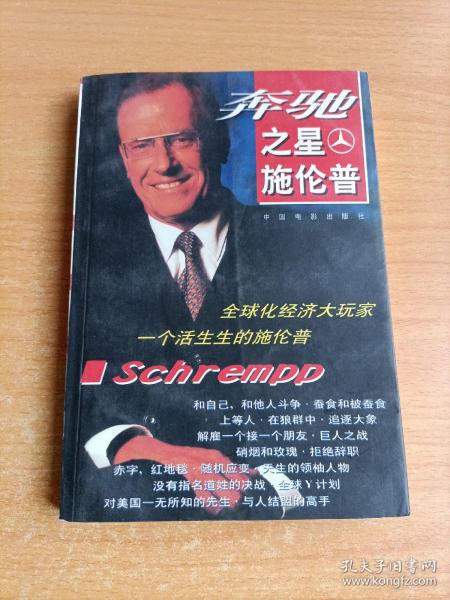 奔驰
之星
施伦普
中国电影出版社
全球化经济大玩家
一个活生生的施伦普
Schrempp
和自己，和他人斗争·蚕食和被蚕食
上等人·在狼群中·追逐大象
解雇一个接一个朋友·巨人之战
硝烟和玫瑰·拒绝辞职
赤字，红地毯·随机应变·天生的领袖人物
没有指名道姓的决战·全球Y计划
对美国一无所知的先生·与人结盟的高手
孔夫子旧书网
www.kongfz.com